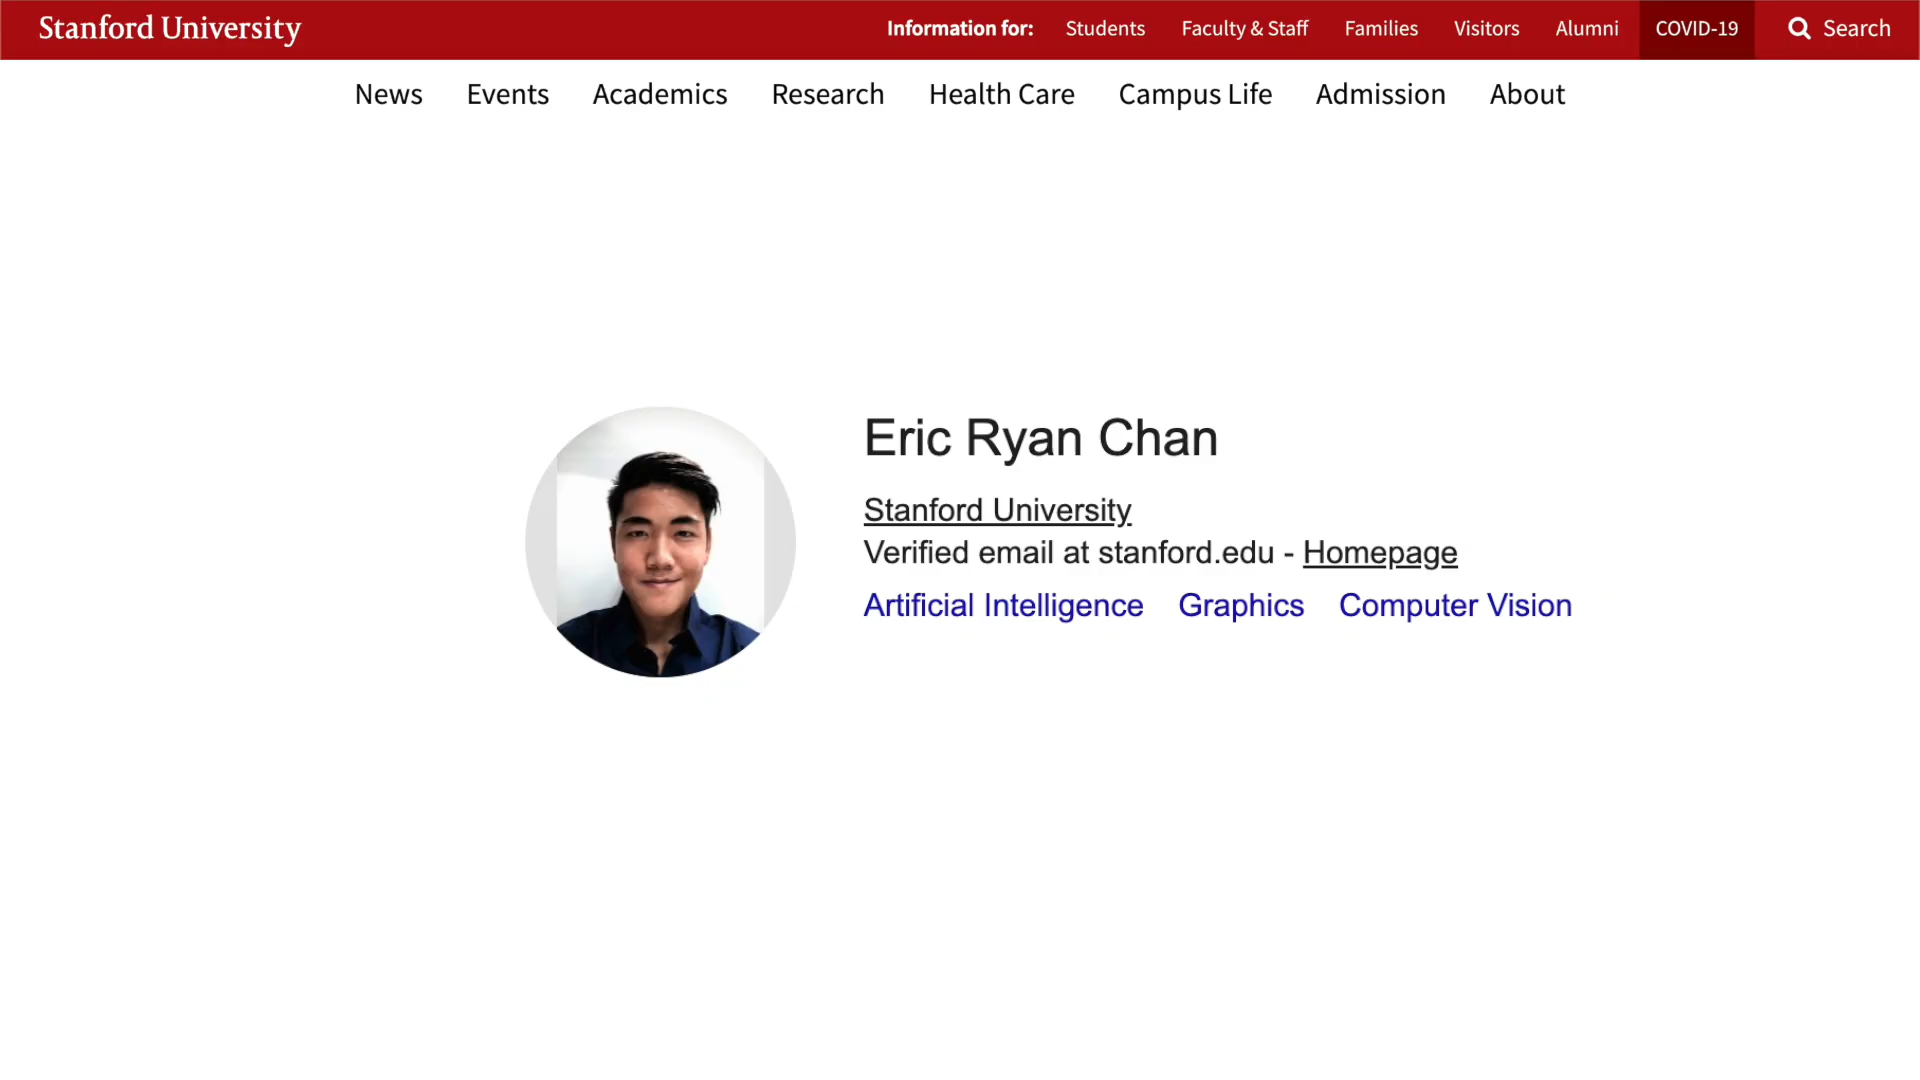 Stanford University
Information for: Students Faculty & Staff Families Visitors Alumni COVID-19 Search
News Events Academics Research Health Care Campus Life Admission About
Eric Ryan Chan
Stanford University
Verified email at stanford.edu - Homepage
Artificial Intelligence Graphics Computer Vision